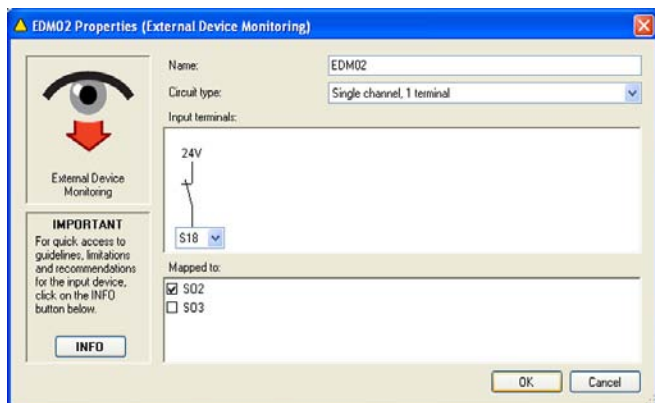 EDM02 Properties (External Device Monitoring)
Name:
EDM02
Circuit type:
Single channel, 1 terminal
Input terminals:
24V
S18
External Device
Monitoring
IMPORTANT
For quick access to
guidelines, limitations
and recommendations
for the input device,
click on the INFO
button below.
INFO
Mapped to:
SO2
SO3
OK
Cancel